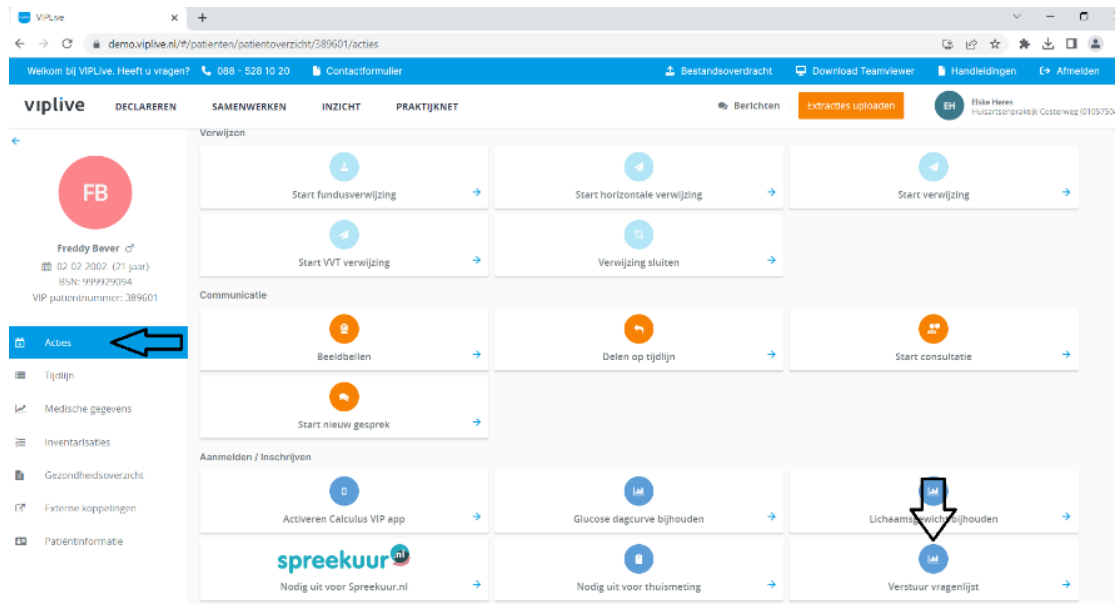 VIPLive
demo.viplive.nl/#/patienten/patientoverzicht/389601/acties
Welkom bij VIPLive. Heeft u vragen? 088 - 528 10 20 Contactformulier Bestandsoverdracht Download Teamviewer Handleidingen Afmelden
viplive DECLAREREN SAMENWERKEN INZICHT PRAKTIJKNET Berichten Extracties uploaden EH Elske Heres
Huisartsenpraktijk Oosterweg (0105750
FB
Freddy Bever
02 02 2002 (21 jaar)
BSN: 999929094
VIP patientnummer: 389601
Acties
Tijdlijn
Medische gegevens
Inventarisaties
Gezondheidsoverzicht
Externe koppelingen
Patiëntinformatie
Verwijzen
Start fundusverwijzing
Start horizontale verwijzing
Start verwijzing
Start VVT verwijzing
Verwijzing sluiten
Communicatie
Beeldbellen
Delen op tijdlijn
Start consultatie
Start nieuw gesprek
Aanmelden / Inschrijven
Activeren Calculus VIP app
Glucose dagcurve bijhouden
Lichaamsgewicht bijhouden
spreekuur.nl
Nodig uit voor Spreekuur.nl
Nodig uit voor thuismeting
Verstuur vragenlijst